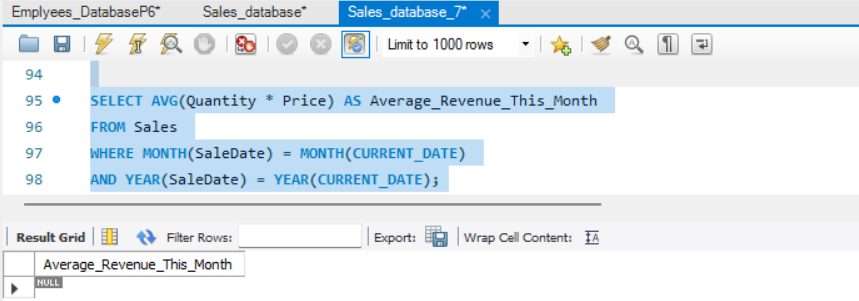 Emplyees_DatabaseP6* Sales_database* Sales_database_7* ×
Limit to 1000 rows
94
95 SELECT AVG(Quantity * Price) AS Average_Revenue_This_Month
96 FROM Sales
97 WHERE MONTH(SaleDate) = MONTH(CURRENT_DATE)
98 AND YEAR(SaleDate) = YEAR(CURRENT_DATE);
Result Grid Filter Rows: Export: Wrap Cell Content: IA
Average_Revenue_This_Month
NULL